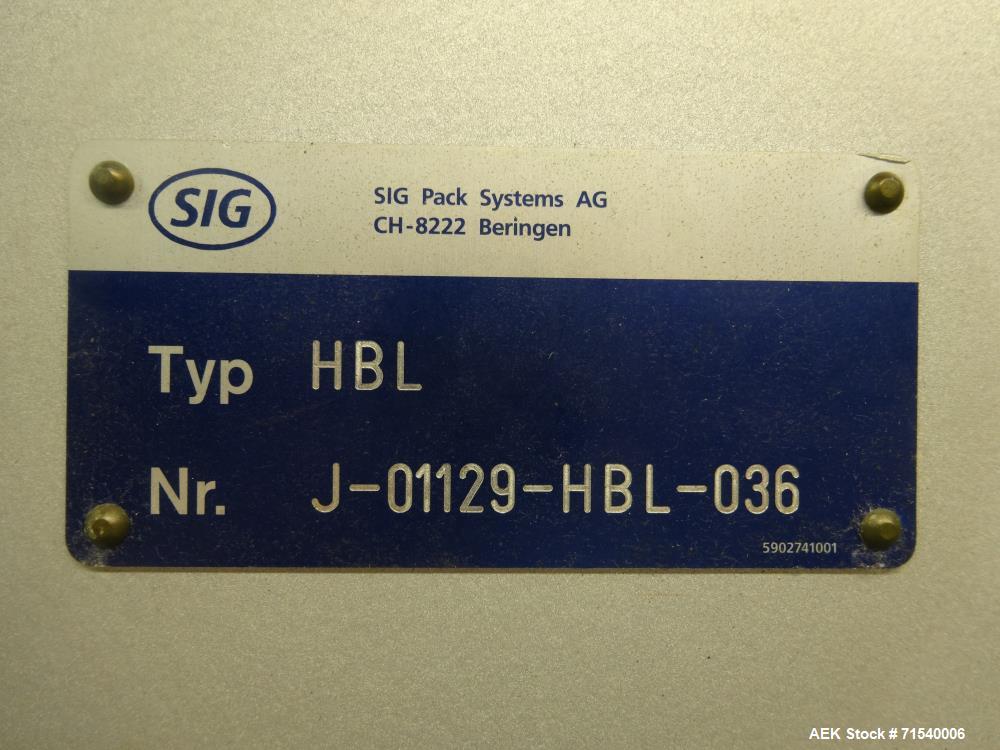 SIG
SIG Pack Systems AG
CH-8222 Beringen
Typ HBL
Nr. J-01129-HBL-036
5902741001
AEK Stock # 71540006